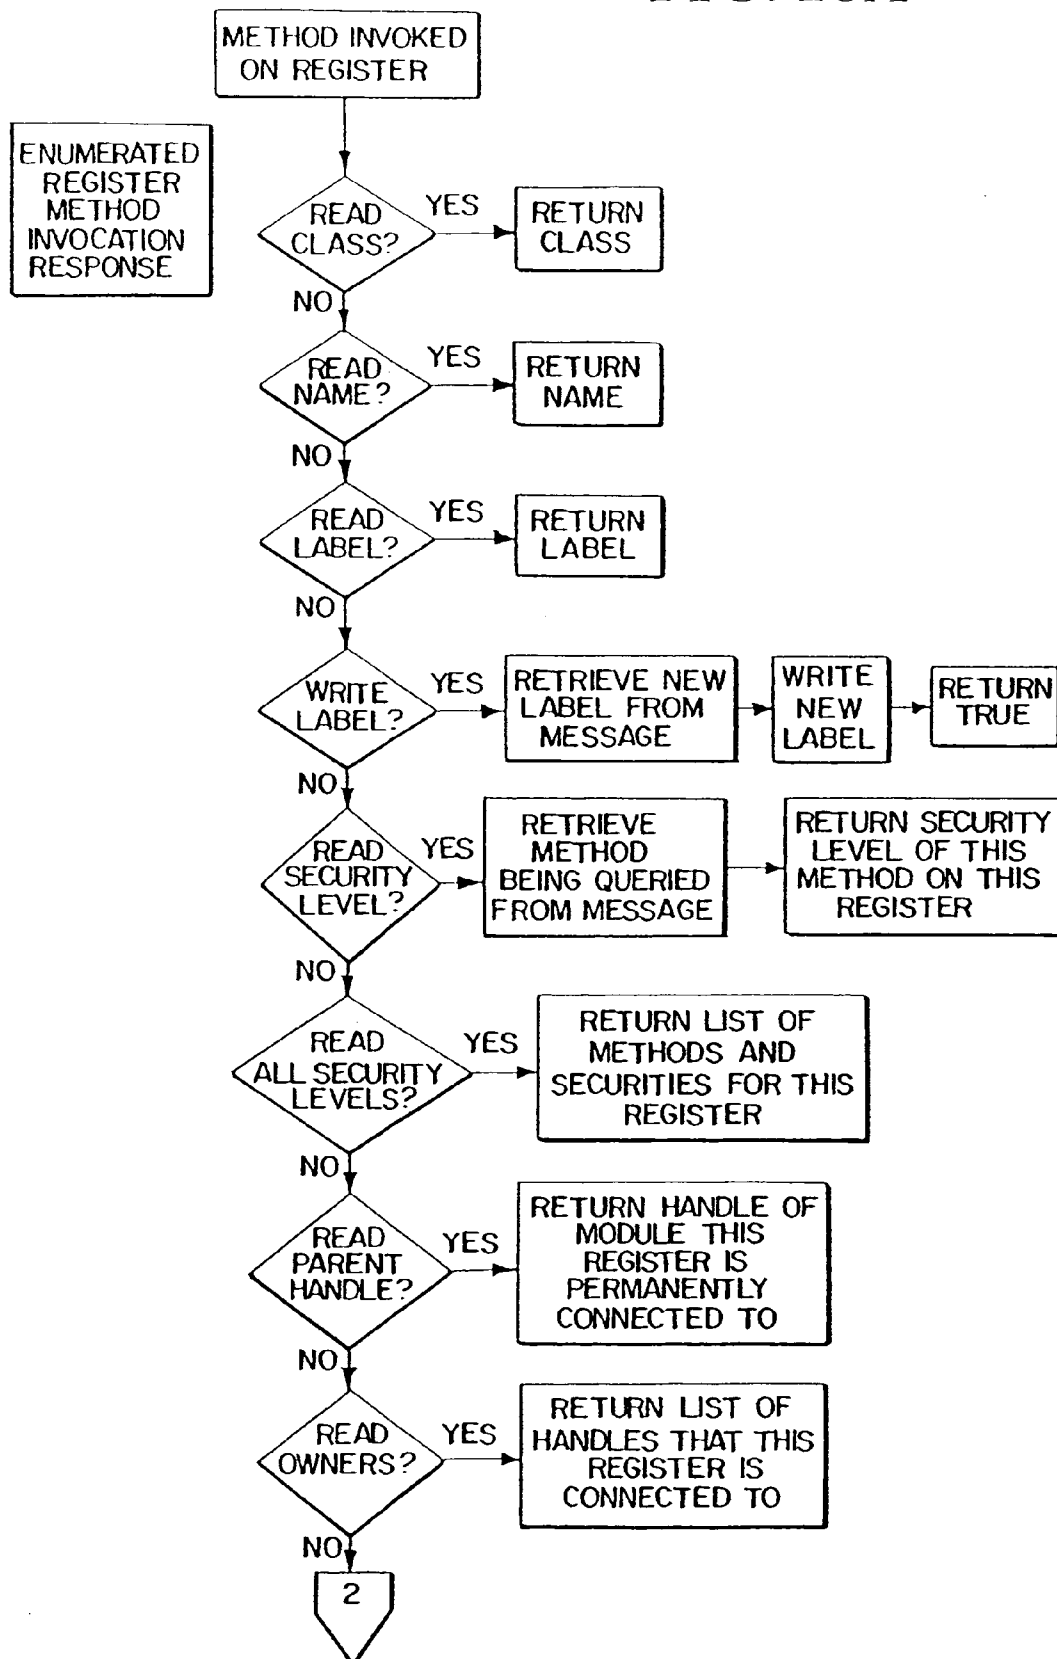 METHOD INVOKED
ON REGISTER
ENUMERATED
REGISTER
METHOD
INVOCATION
RESPONSE
READ
CLASS?
YES
RETURN
CLASS
NO
READ
NAME?
YES
RETURN
NAME
NO
READ
LABEL?
YES
RETURN
LABEL
NO
WRITE
LABEL?
YES
RETRIEVE NEW
LABEL FROM
MESSAGE
WRITE
NEW
LABEL
RETURN
TRUE
NO
READ
SECURITY
LEVEL?
YES
RETRIEVE
METHOD
BEING QUERIED
FROM MESSAGE
RETURN SECURITY
LEVEL OF THIS
METHOD ON THIS
REGISTER
NO
READ
ALL SECURITY
LEVELS?
YES
RETURN LIST OF
METHODS AND
SECURITIES FOR THIS
REGISTER
NO
READ
PARENT
HANDLE?
YES
RETURN HANDLE OF
MODULE THIS
REGISTER IS
PERMANENTLY
CONNECTED TO
NO
READ
OWNERS?
YES
RETURN LIST OF
HANDLES THAT THIS
REGISTER IS
CONNECTED TO
NO
2